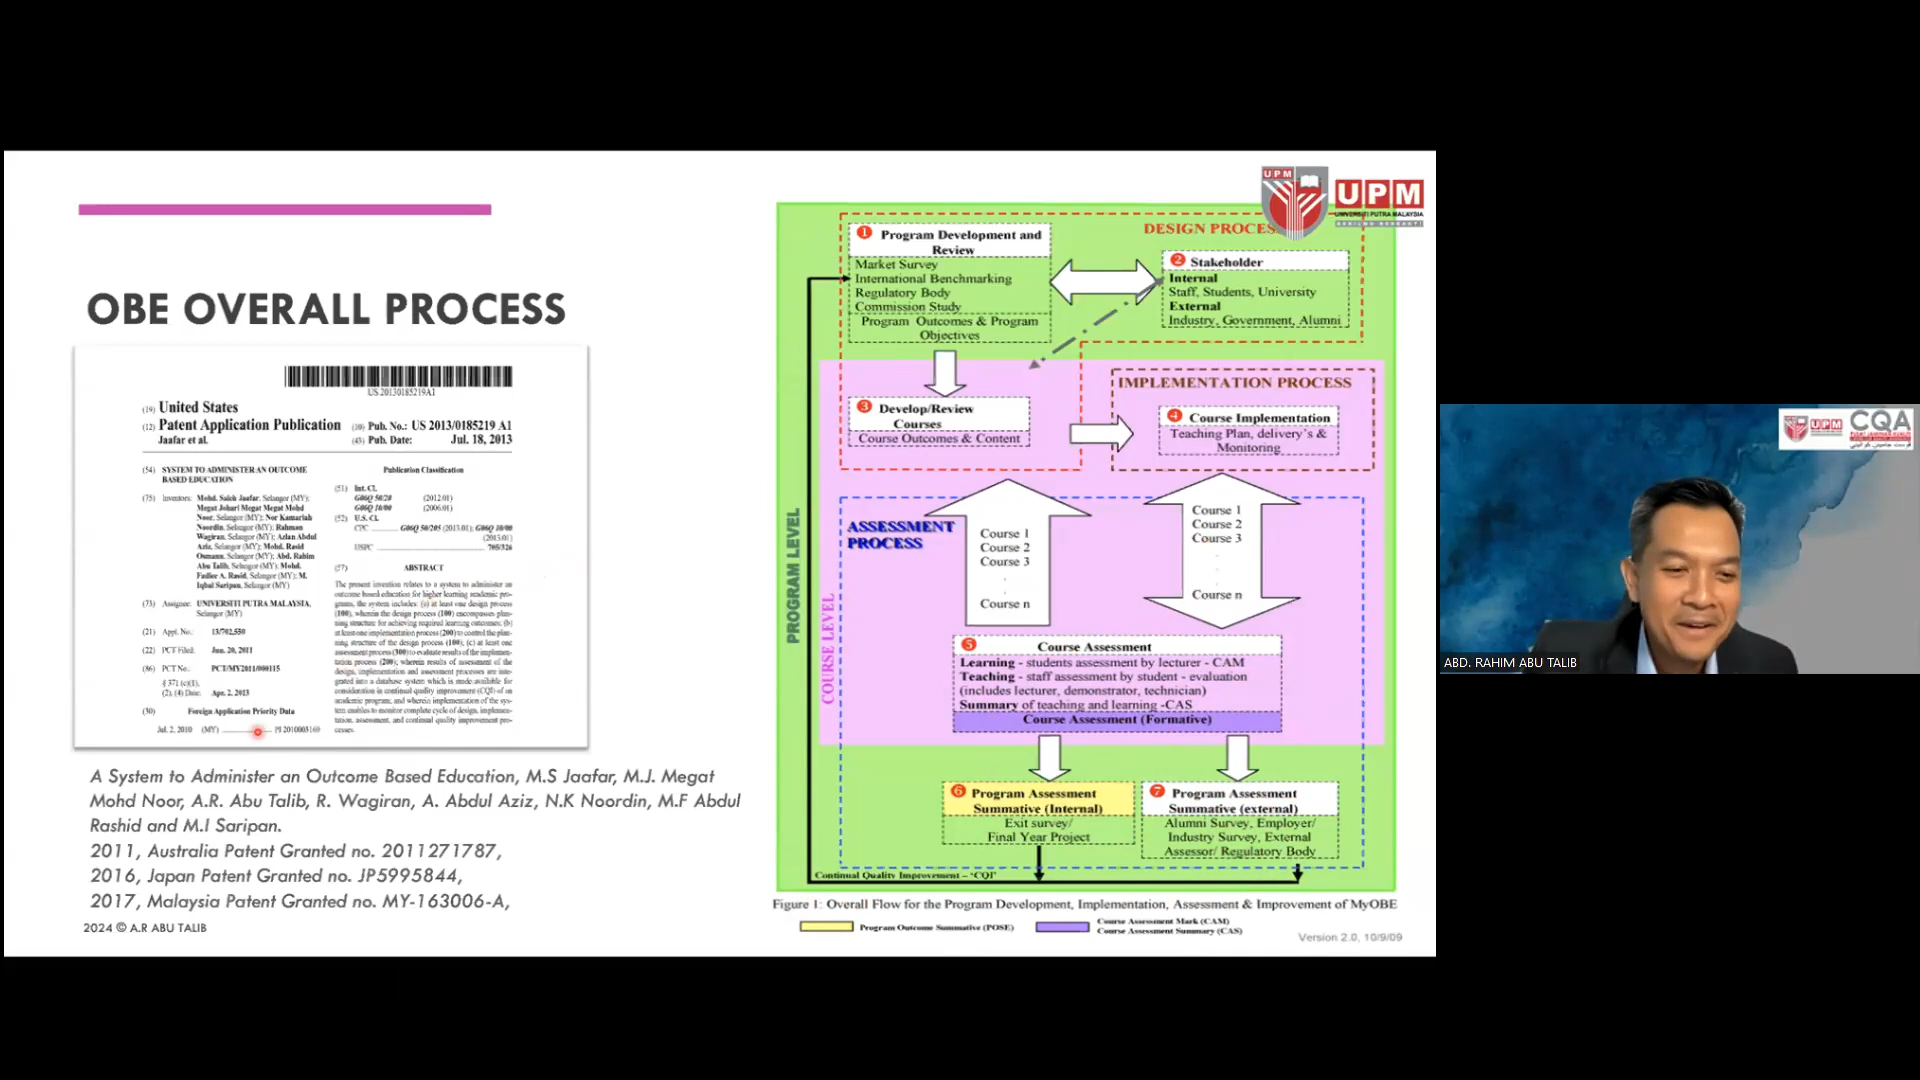 OBE OVERALL PROCESS
US 20130185219A1
(19) United States
(12) Patent Application Publication (10) Pub. No.: US 2013/0185219 A1
Jaafar et al. (43) Pub. Date: Jul. 18, 2013
(54) SYSTEM TO ADMINISTER AN OUTCOME
BASED EDUCATION
(75) Inventors: Mohd. Saleh Jaafar, Selangor (MY);
Megat Johari Megat Megat Mohd
Noor, Selangor (MY); Nor Kamariah
Noordin, Selangor (MY); Rahman
Wagiran, Selangor (MY); Azlan Abdul
Aziz, Selangor (MY); Mohd. Rasid
Osmann, Selangor (MY); Abd. Rahim
Abu Talib, Selangor (MY); Mohd.
Fadlee A. Rasid, Selangor (MY); M.
Iqbal Saripan, Selangor (MY)
(73) Assignee: UNIVERSITI PUTRA MALAYSIA,
Selangor (MY)
(21) Appl. No.: 13/702,550
(22) PCT Filed: Jun. 20, 2011
(86) PCT No.: PCT/MY2011/000115
§ 371 (c)(1),
(2), (4) Date: Apr. 2, 2013
(30) Foreign Application Priority Data
Jul. 2, 2010 (MY)
Publication Classification
(51) Int. Cl.
G06Q 50/20 (2012.01)
G06Q 10/00 (2006.01)
(52) U.S. Cl.
CPC G06Q 50/205 (2013.01); G06Q 10/00
(2013.01)
USPC 705/326
(57) ABSTRACT
The present invention relates to a system to administer an
outcome based education for higher learning academic pro-
grams, the system includes: (a) at least one design process
(100), wherein the design process (100) encompasses plan-
ning structure for achieving required learning outcomes; (b)
at least one implementation process (200) to control the plan-
ning structure of the design process (100); (c) at least one
assessment process (300) to evaluate results of the implemen-
tation process (200); wherein results of assessment of the
design, implementation and assessment processes are inte-
grated into a database system which is made available for
consideration in continual quality improvement (CQI) of an
academic program, and wherein implementation of the sys-
tem enables to monitor complete cycle of design, implemen-
tation, assessment, and continual quality improvement pro-
cesses.
A System to Administer an Outcome Based Education, M.S Jaafar, M.J. Megat
Mohd Noor, A.R. Abu Talib, R. Wagiran, A. Abdul Aziz, N.K Noordin, M.F Abdul
Rashid and M.I Saripan.
2011, Australia Patent Granted no. 2011271787,
2016, Japan Patent Granted no. JP5995844,
2017, Malaysia Patent Granted no. MY-163006-A,
2024 © A.R ABU TALIB
UPM
UPM
UNIVERSITI PUTRA MALAYSIA
DESIGN PROCES
1 Program Development and
Review
Market Survey
International Benchmarking
Regulatory Body
Commission Study
Program Outcomes & Program
Objectives
2 Stakeholder
Internal
Staff, Students, University
External
Industry, Government, Alumni
3 Develop/Review
Courses
Course Outcomes & Content
IMPLEMENTATION PROCESS
4 Course Implementation
Teaching Plan, delivery's &
Monitoring
PROGRAM LEVEL
COURSE LEVEL
ASSESSMENT
PROCESS
Course 1
Course 2
Course 3
.
.
Course n
Course 1
Course 2
Course 3
.
.
Course n
5 Course Assessment
Learning - students assessment by lecturer - CAM
Teaching - staff assessment by student - evaluation
(includes lecturer, demonstrator, technician)
Summary of teaching and learning -CAS
Course Assessment (Formative)
6 Program Assessment
Summative (Internal)
Exit survey/
Final Year Project
7 Program Assessment
Summative (external)
Alumni Survey, Employer/
Industry Survey, External
Assessor/ Regulatory Body
Continual Quality Improvement – 'CQI'
Figure 1: Overall Flow for the Program Development, Implementation, Assessment & Improvement of MyOBE
Program Outcome Summative (POSE)
Course Assessment Mark (CAM)
Course Assessment Summary (CAS)
Version 2.0, 10/9/09
UPM
CQA
ABD. RAHIM ABU TALIB